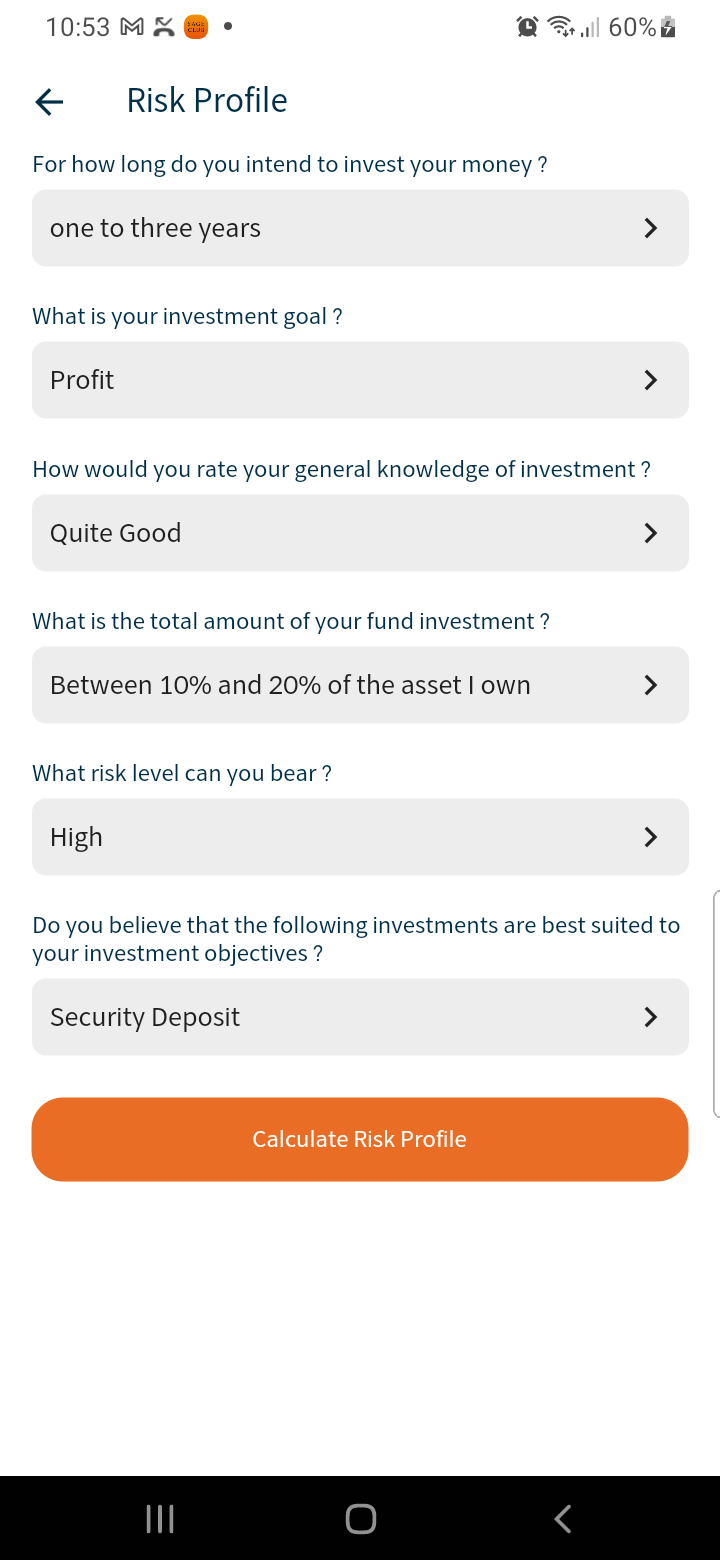 10:53
60%
Risk Profile
For how long do you intend to invest your money ?
one to three years
What is your investment goal ?
Profit
How would you rate your general knowledge of investment ?
Quite Good
What is the total amount of your fund investment ?
Between 10% and 20% of the asset I own
What risk level can you bear ?
High
Do you believe that the following investments are best suited to
your investment objectives ?
Security Deposit
Calculate Risk Profile